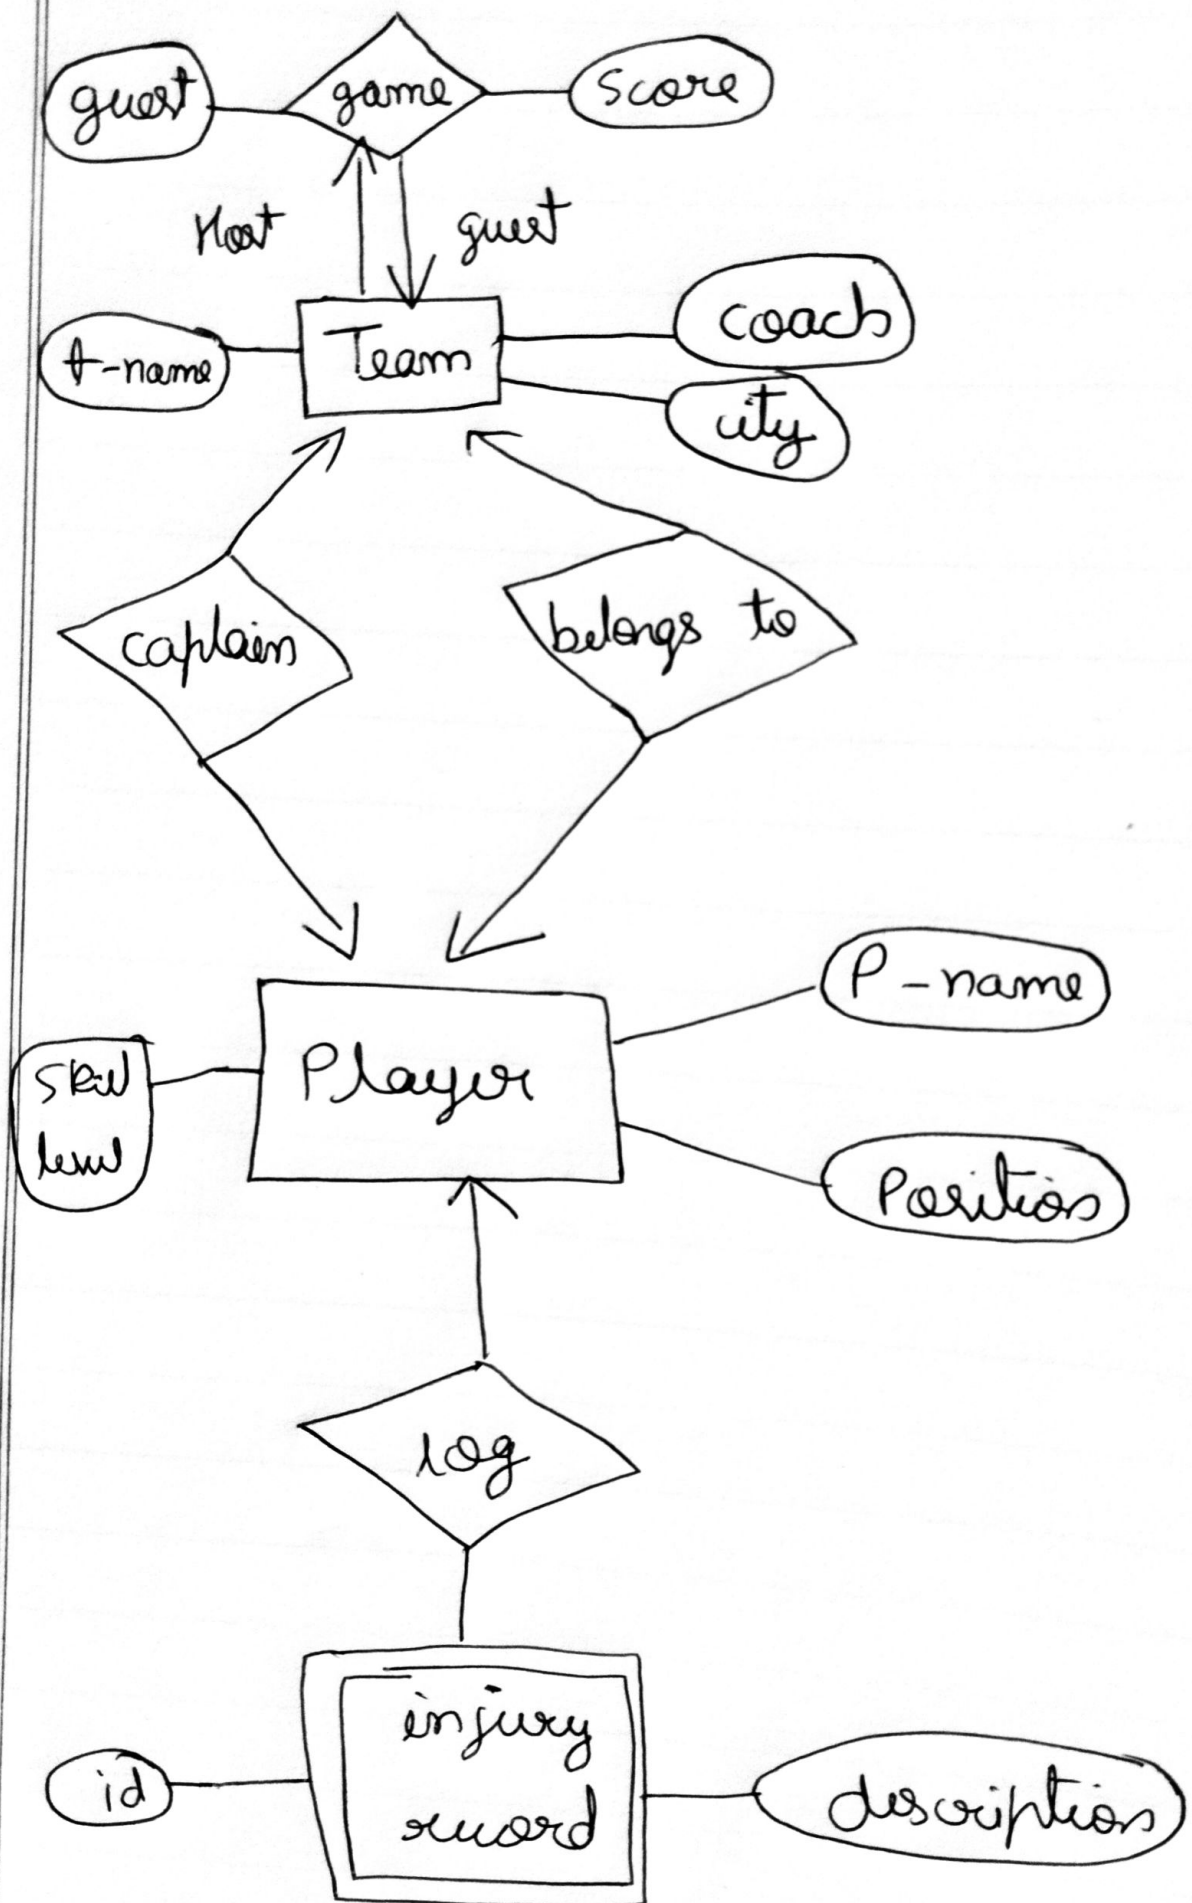 guest
game
score
Host
guest
Team
t-name
coach
city
captain
belongs to
P-name
Player
skill
level
Position
log
injury
record
id
description